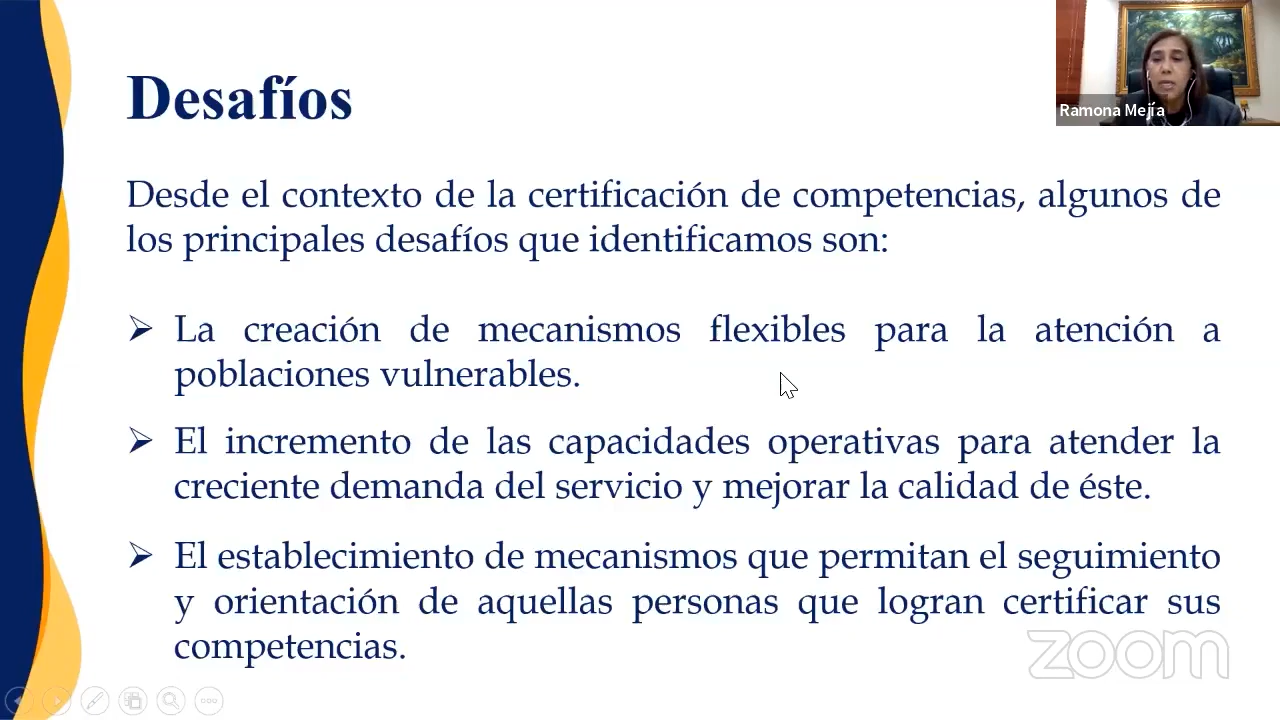 Desafíos
Ramona Mejía
Desde el contexto de la certificación de competencias, algunos de
los principales desafíos que identificamos son:
➢ La creación de mecanismos flexibles para la atención a
poblaciones vulnerables.
➢ El incremento de las capacidades operativas para atender la
creciente demanda del servicio y mejorar la calidad de éste.
➢ El establecimiento de mecanismos que permitan el seguimiento
y orientación de aquellas personas que logran certificar sus
competencias.
zoom